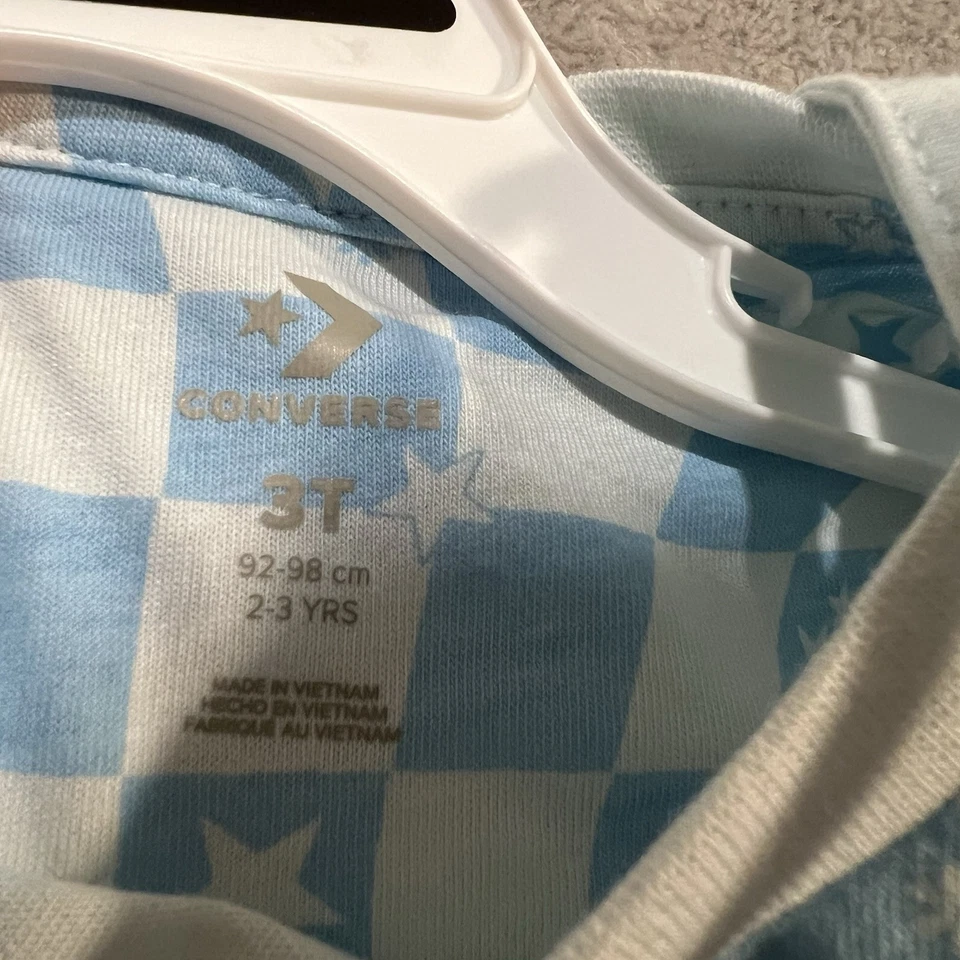 CONVERSE
3T
92-98 cm
2-3 YRS
MADE IN VIETNAM
HECHO EN VIETNAM
FABRIQUÉ AU VIETNAM